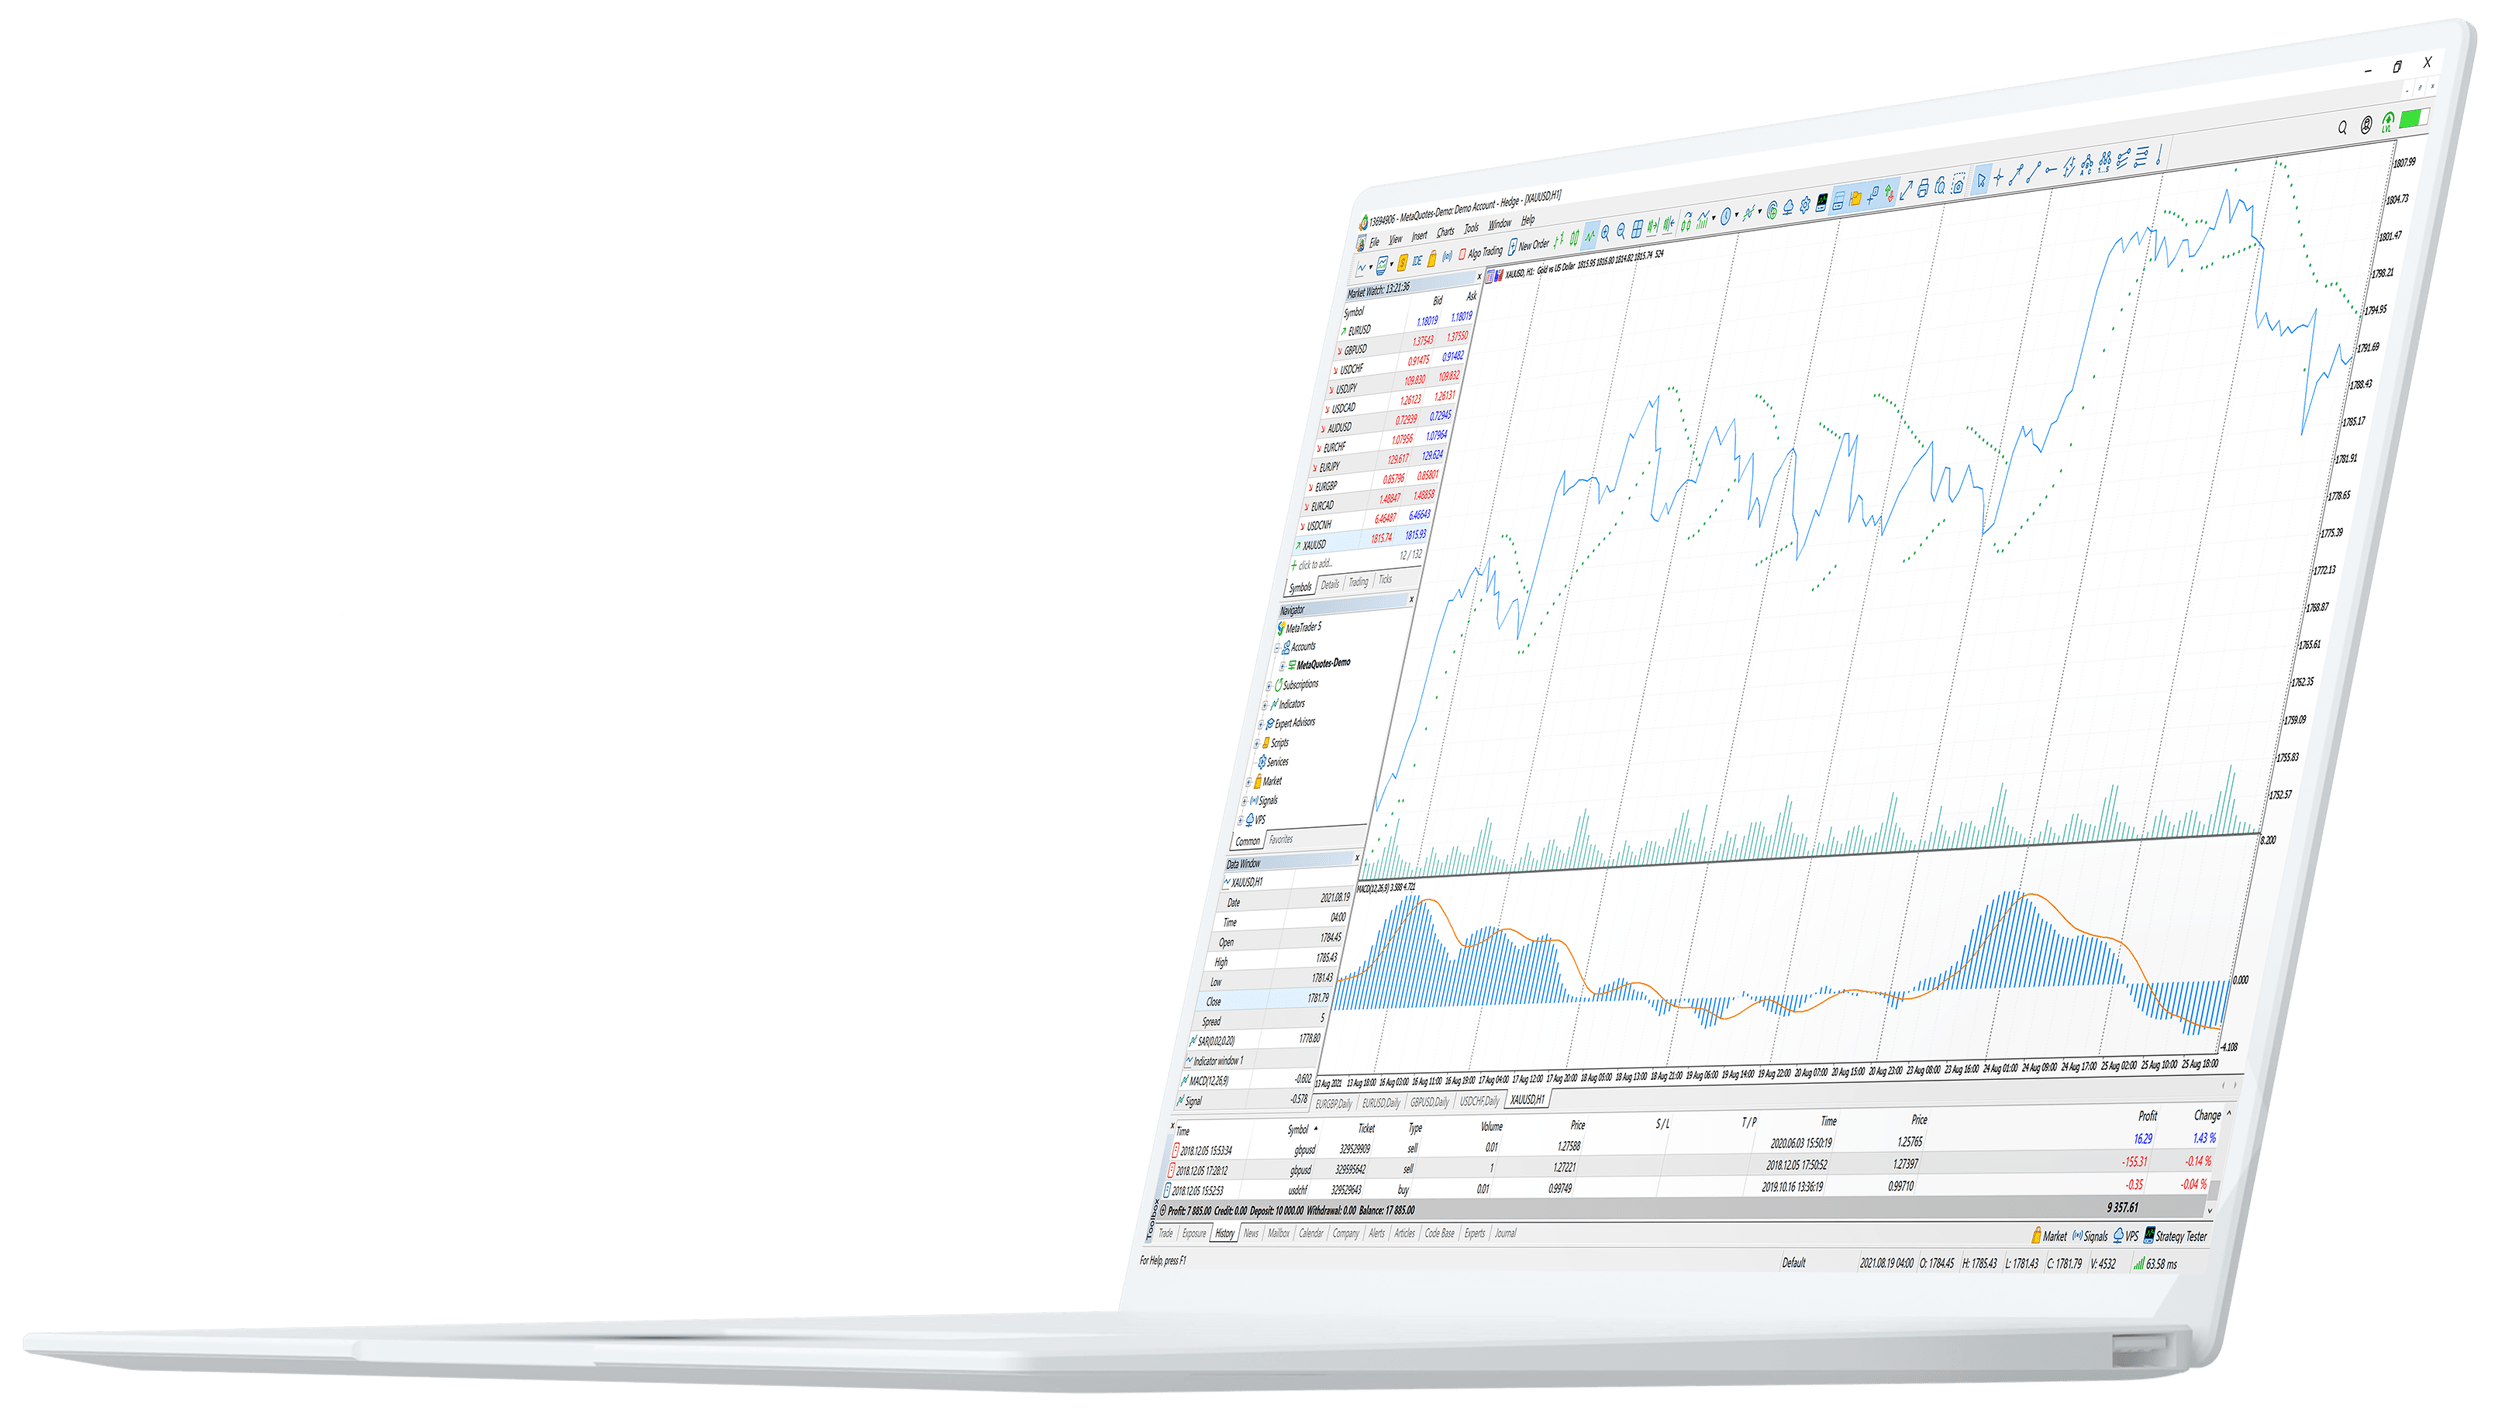 13694906 - MetaQuotes-Demo: Demo Account - Hedge - [XAUUSD,H1]
File View Insert Charts Tools Window Help
IDE Algo Trading New Order
LVL
Market Watch: 13:21:36
Symbol Bid Ask
EURUSD 1.18019 1.18019
GBPUSD 1.37543 1.37550
USDCHF 0.91475 0.91482
USDJPY 109.830 109.832
USDCAD 1.26123 1.26131
AUDUSD 0.72939 0.72945
EURCHF 1.07956 1.07964
EURJPY 129.617 129.624
EURGBP 0.85796 0.85801
EURCAD 1.48847 1.48858
USDCNH 6.46487 6.46643
XAUUSD 1815.74 1815.93
click to add... 12 / 132
Symbols Details Trading Ticks
Navigator
MetaTrader 5
Accounts
MetaQuotes-Demo
Subscriptions
Indicators
Expert Advisors
Scripts
Services
Market
Signals
VPS
Common Favorites
Data Window
XAUUSD,H1
Date 2021.08.19
Time 04:00
Open 1784.45
High 1785.43
Low 1781.43
Close 1781.79
Spread 5
SAR(0.02,0.20) 1778.80
Indicator window 1
MACD(12,26,9) -0.602
Signal -0.578
XAUUSD, H1: Gold vs US Dollar 1815.95 1816.80 1814.82 1815.74 524
1807.99
1804.73
1801.47
1798.21
1794.95
1791.69
1788.43
1785.17
1781.91
1778.65
1775.39
1772.13
1768.87
1765.61
1762.35
1759.09
1755.83
1752.57
MACD(12,26,9) 3.588 4.721
8.200
0.000
-4.108
13 Aug 2021 13 Aug 18:00 16 Aug 03:00 16 Aug 11:00 16 Aug 19:00 17 Aug 04:00 17 Aug 12:00 17 Aug 20:00 18 Aug 05:00 18 Aug 13:00 18 Aug 21:00 19 Aug 06:00 19 Aug 14:00 19 Aug 22:00 20 Aug 07:00 20 Aug 15:00 20 Aug 23:00 23 Aug 08:00 23 Aug 16:00 24 Aug 01:00 24 Aug 09:00 24 Aug 17:00 25 Aug 02:00 25 Aug 10:00 25 Aug 18:00
EURGBP,Daily EURUSD,Daily GBPUSD,Daily USDCHF,Daily XAUUSD,H1
Time Symbol Ticket Type Volume Price S / L T / P Time Price Profit Change
2018.12.05 15:53:34 gbpusd 329529909 sell 0.01 1.27588 2020.06.03 15:50:19 1.25765 16.29 1.43 %
2018.12.05 17:28:12 gbpusd 329595642 sell 1 1.27221 2018.12.05 17:50:52 1.27397 -155.31 -0.14 %
2018.12.05 15:52:53 usdchf 329529643 buy 0.01 0.99749 2019.10.16 13:36:19 0.99710 -0.35 -0.04 %
Profit: 7 885.00 Credit: 0.00 Deposit: 10 000.00 Withdrawal: 0.00 Balance: 17 885.00 9 357.61
Toolbox
Trade Exposure History News Mailbox Calendar Company Alerts Articles Code Base Experts Journal
Market Signals VPS Strategy Tester
For Help, press F1 Default 2021.08.19 04:00 O: 1784.45 H: 1785.43 L: 1781.43 C: 1781.79 V: 4532 63.58 ms